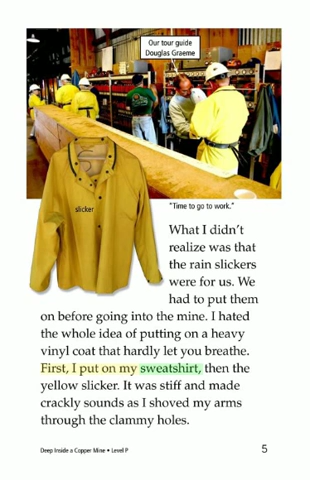 Our tour guide
Douglas Graeme
slicker
"Time to go to work."
What I didn't
realize was that
the rain slickers
were for us. We
had to put them
on before going into the mine. I hated
the whole idea of putting on a heavy
vinyl coat that hardly let you breathe.
First, I put on my sweatshirt, then the
yellow slicker. It was stiff and made
crackly sounds as I shoved my arms
through the clammy holes.
Deep Inside a Copper Mine • Level P
5